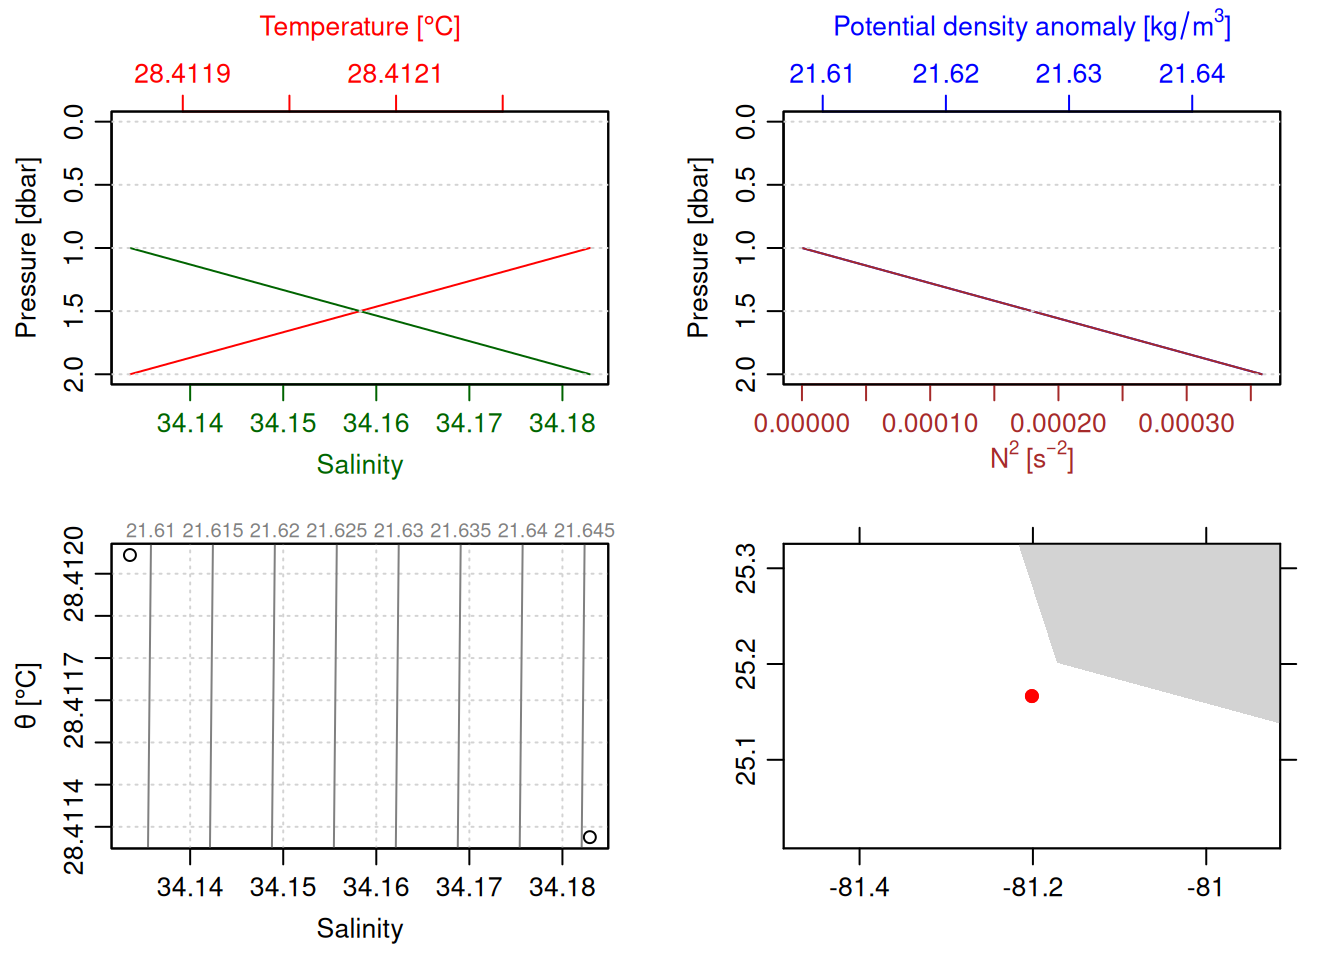 Temperature [°C]
28.4119 28.4121
Pressure [dbar]
0.0 0.5 1.0 1.5 2.0
34.14 34.15 34.16 34.17 34.18
Salinity
Potential density anomaly [kg/m³]
21.61 21.62 21.63 21.64
Pressure [dbar]
0.0 0.5 1.0 1.5 2.0
0.00000 0.00010 0.00020 0.00030
N² [s⁻²]
21.61 21.615 21.62 21.625 21.63 21.635 21.64 21.645
θ [°C]
28.4120 28.4117 28.4114
34.14 34.15 34.16 34.17 34.18
Salinity
25.3 25.2 25.1
-81.4 -81.2 -81